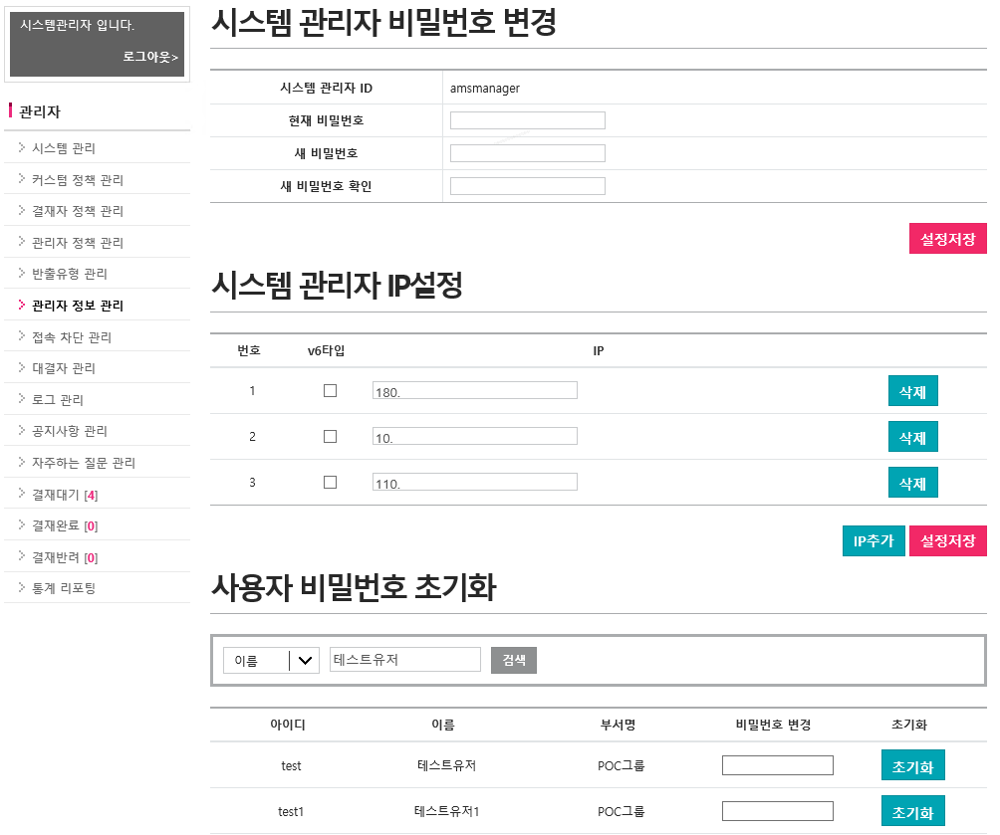 시스템관리자 입니다.
로그아웃>
관리자
시스템 관리
커스텀 정책 관리
결재자 정책 관리
관리자 정책 관리
반출유형 관리
관리자 정보 관리
접속 차단 관리
대결자 관리
로그 관리
공지사항 관리
자주하는 질문 관리
결재대기 [4]
결재완료 [0]
결재반려 [0]
통계 리포팅
시스템 관리자 비밀번호 변경
시스템 관리자 ID amsmanager
현재 비밀번호
새 비밀번호
새 비밀번호 확인
설정저장
시스템 관리자 IP설정
번호 v6타입 IP
1 180. 삭제
2 10. 삭제
3 110. 삭제
IP추가 설정저장
사용자 비밀번호 초기화
이름 테스트유저 검색
아이디 이름 부서명 비밀번호 변경 초기화
test 테스트유저 POC그룹 초기화
test1 테스트유저1 POC그룹 초기화